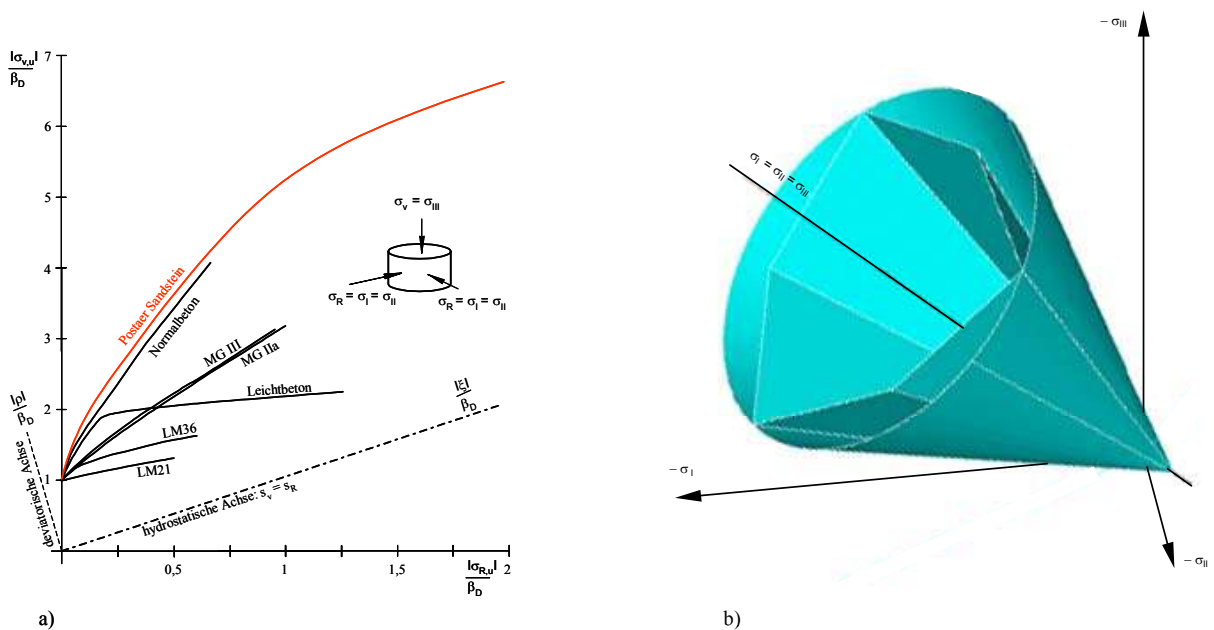 |σv,u|
βD
7
6
5
4
3
2
1
Postaer Sandstein
Normalbeton
MG III
MG IIa
Leichtbeton
LM36
LM21
σv = σIII
σR = σI = σII
σR = σI = σII
|ρ|
βD
deviatorische Achse
|ξ|
βD
hydrostatische Achse: sv = sR
0,5
1
1,5
2
|σR,u|
βD
a)
− σIII
σI = σII = σIII
− σI
− σII
b)